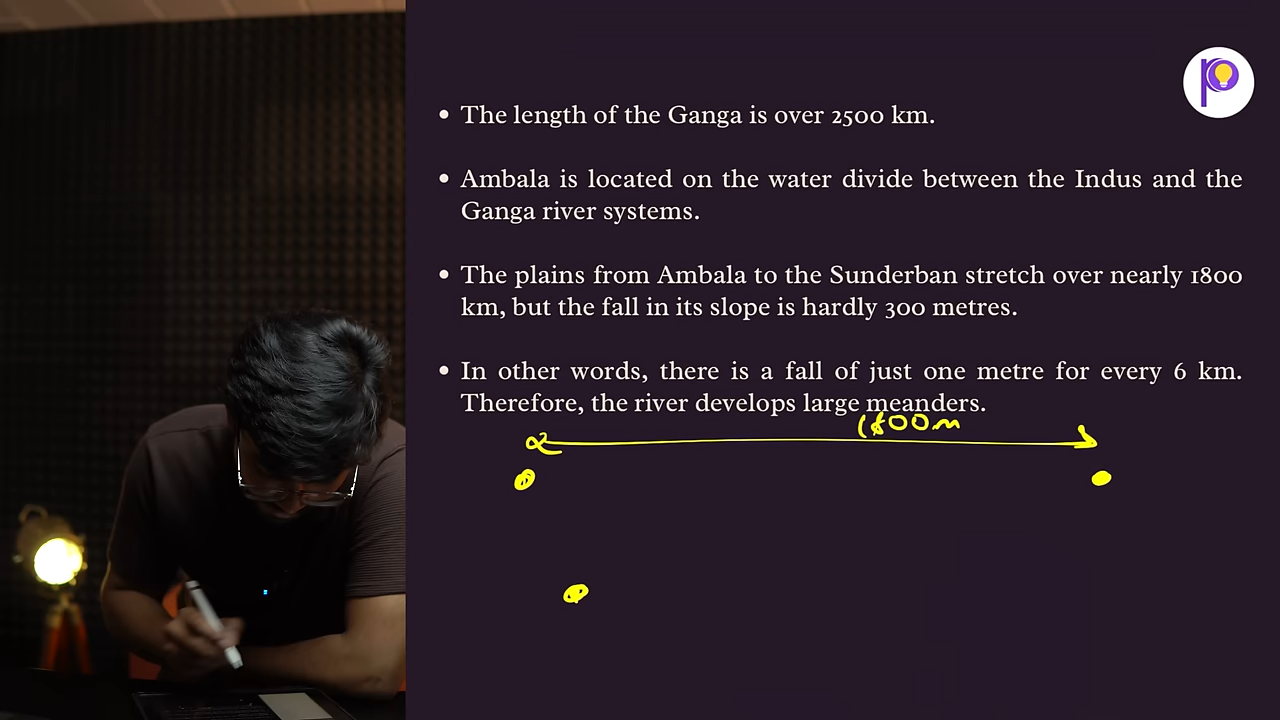 • The length of the Ganga is over 2500 km.
• Ambala is located on the water divide between the Indus and the
Ganga river systems.
• The plains from Ambala to the Sunderban stretch over nearly 1800
km, but the fall in its slope is hardly 300 metres.
• In other words, there is a fall of just one metre for every 6 km.
Therefore, the river develops large meanders.
1800m